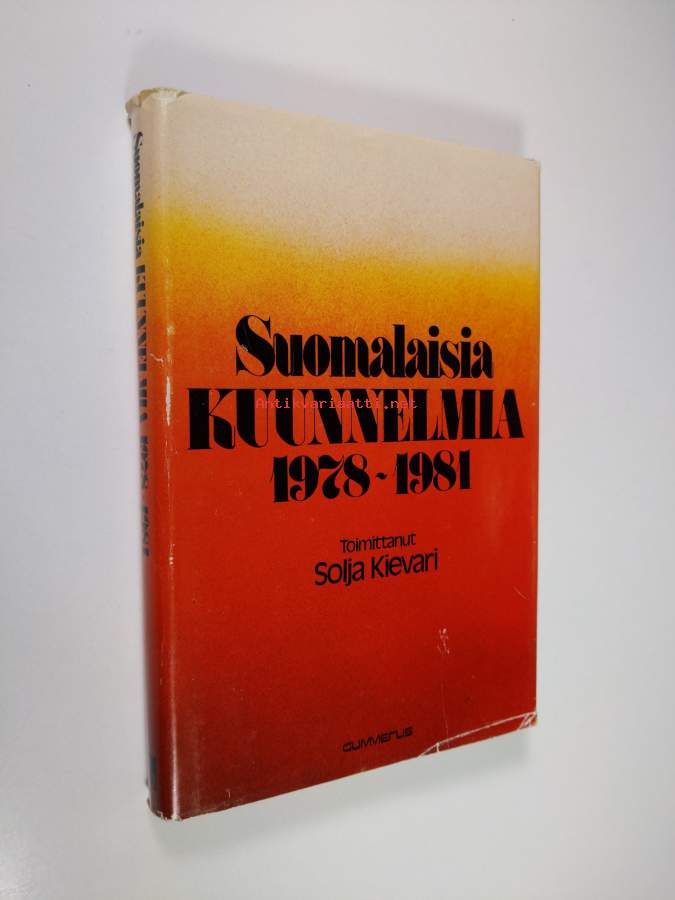 Suomalaisia KUUNNELMIA 1978-1981
Suomalaisia
KUUNNELMIA
Antikvariaatti.net
1978-1981
Toimittanut
Solja Kievari
GUMMERUS